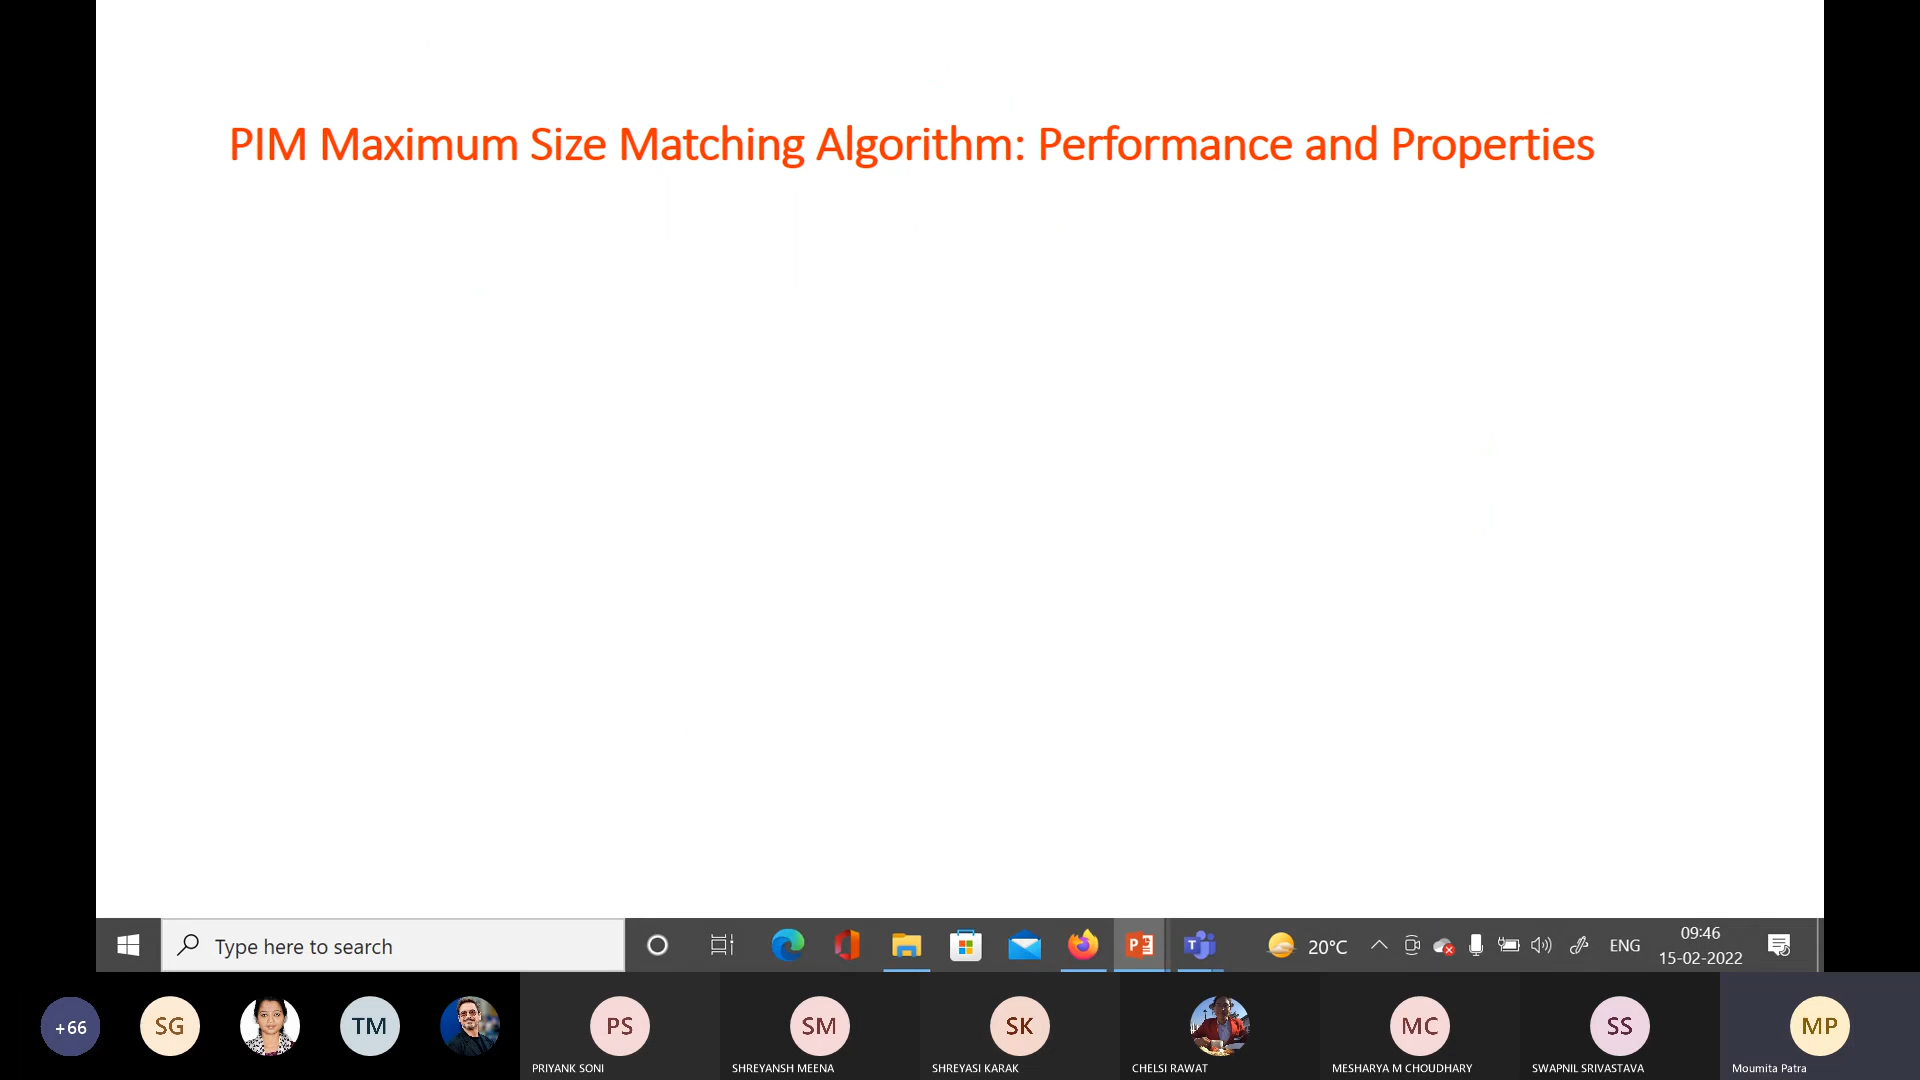 PIM Maximum Size Matching Algorithm: Performance and Properties
Type here to search
20°C
ENG
09:46
15-02-2022
+66
SG
TM
PS
SM
SK
MC
SS
MP
PRIYANK SONI
SHREYANSH MEENA
SHREYASI KARAK
CHELSI RAWAT
MESHARYA M CHOUDHARY
SWAPNIL SRIVASTAVA
Moumita Patra